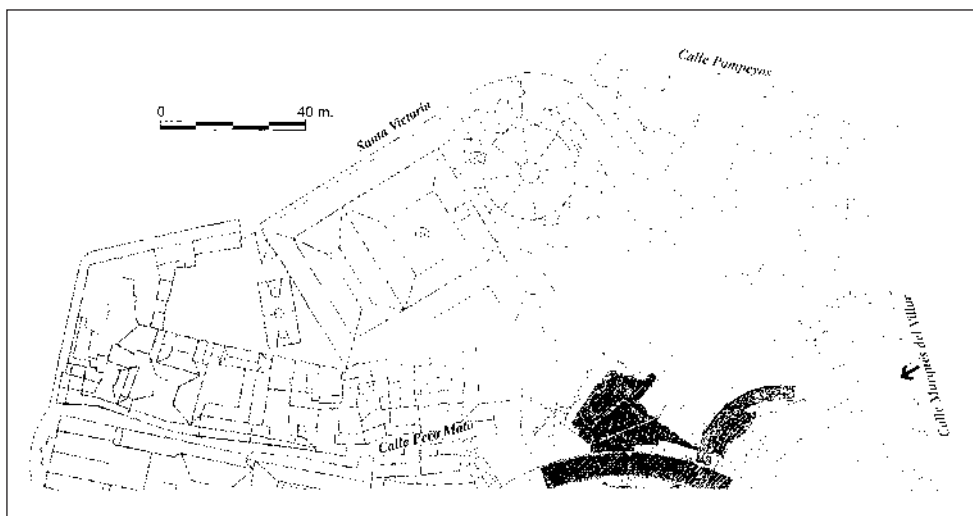 Calle Pompeyos
0 40 m.
Santa Victoria
Calle Marqués del Villar
Calle Pero Mato